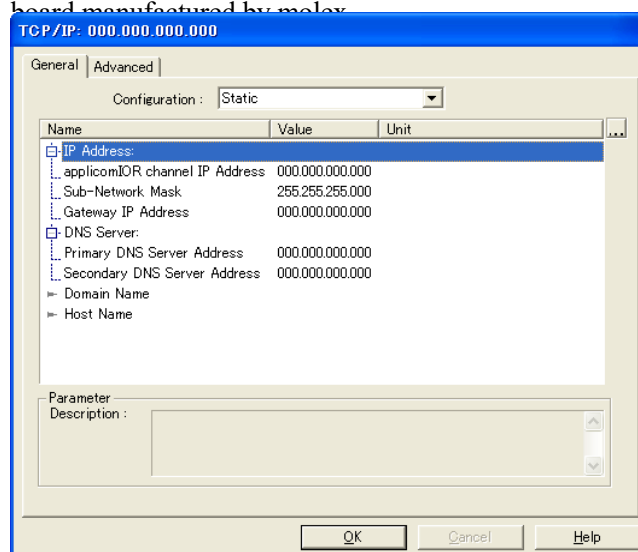 board manufactured by molex
TCP/IP: 000.000.000.000
General Advanced
Configuration : Static
Name Value Unit ...
IP Address:
applicomIOR channel IP Address 000.000.000.000
Sub-Network Mask 255.255.255.000
Gateway IP Address 000.000.000.000
DNS Server:
Primary DNS Server Address 000.000.000.000
Secondary DNS Server Address 000.000.000.000
Domain Name
Host Name
Parameter
Description :
OK Cancel Help